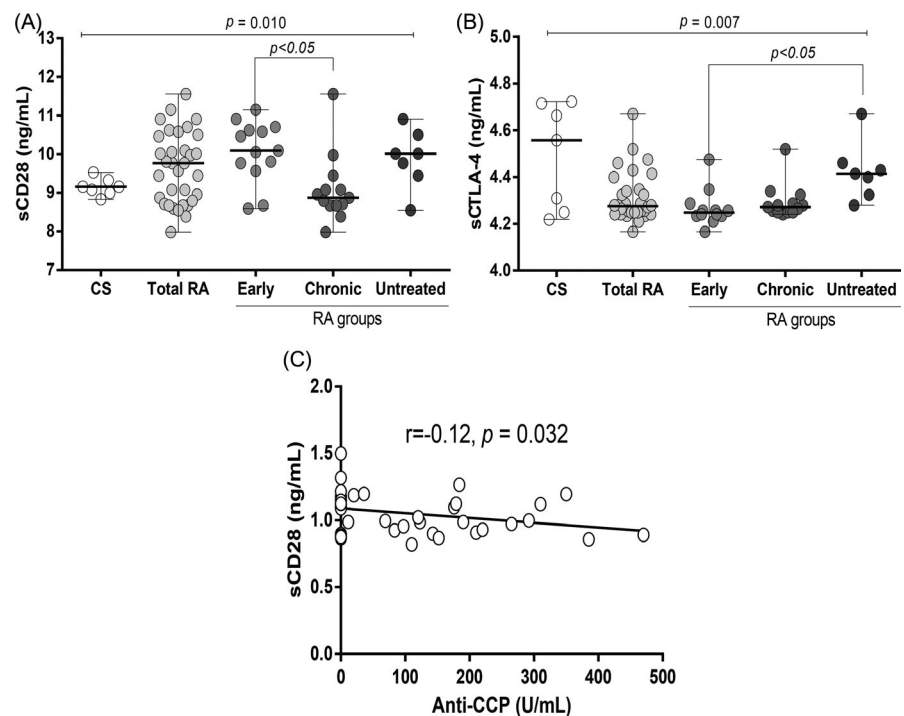 (A)
p = 0.010
p<0.05
sCD28 (ng/mL)
13
12
11
10
9
8
7
CS Total RA Early Chronic Untreated
RA groups
(B)
p = 0.007
p<0.05
sCTLA-4 (ng/mL)
5.0
4.8
4.6
4.4
4.2
4.0
CS Total RA Early Chronic Untreated
RA groups
(C)
r=-0.12, p = 0.032
sCD28 (ng/mL)
2.0
1.5
1.0
0.5
0.0
0 100 200 300 400 500
Anti-CCP (U/mL)